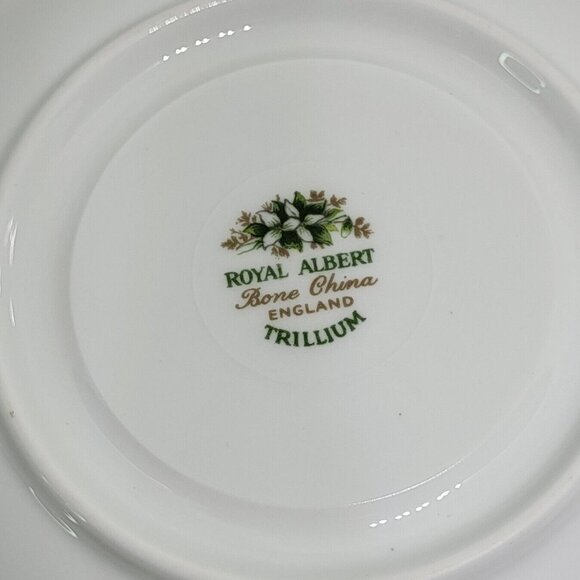 ROYAL ALBERT
Bone China
ENGLAND
TRILLIUM